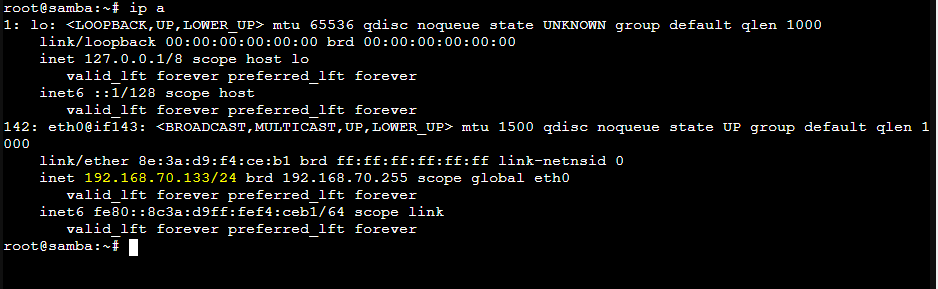 root@samba:~# ip a
1: lo: <LOOPBACK,UP,LOWER_UP> mtu 65536 qdisc noqueue state UNKNOWN group default qlen 1000
    link/loopback 00:00:00:00:00:00 brd 00:00:00:00:00:00
    inet 127.0.0.1/8 scope host lo
       valid_lft forever preferred_lft forever
    inet6 ::1/128 scope host
       valid_lft forever preferred_lft forever
142: eth0@if143: <BROADCAST,MULTICAST,UP,LOWER_UP> mtu 1500 qdisc noqueue state UP group default qlen 1
000
    link/ether 8e:3a:d9:f4:ce:b1 brd ff:ff:ff:ff:ff:ff link-netnsid 0
    inet 192.168.70.133/24 brd 192.168.70.255 scope global eth0
       valid_lft forever preferred_lft forever
    inet6 fe80::8c3a:d9ff:fef4:ceb1/64 scope link
       valid_lft forever preferred_lft forever
root@samba:~#